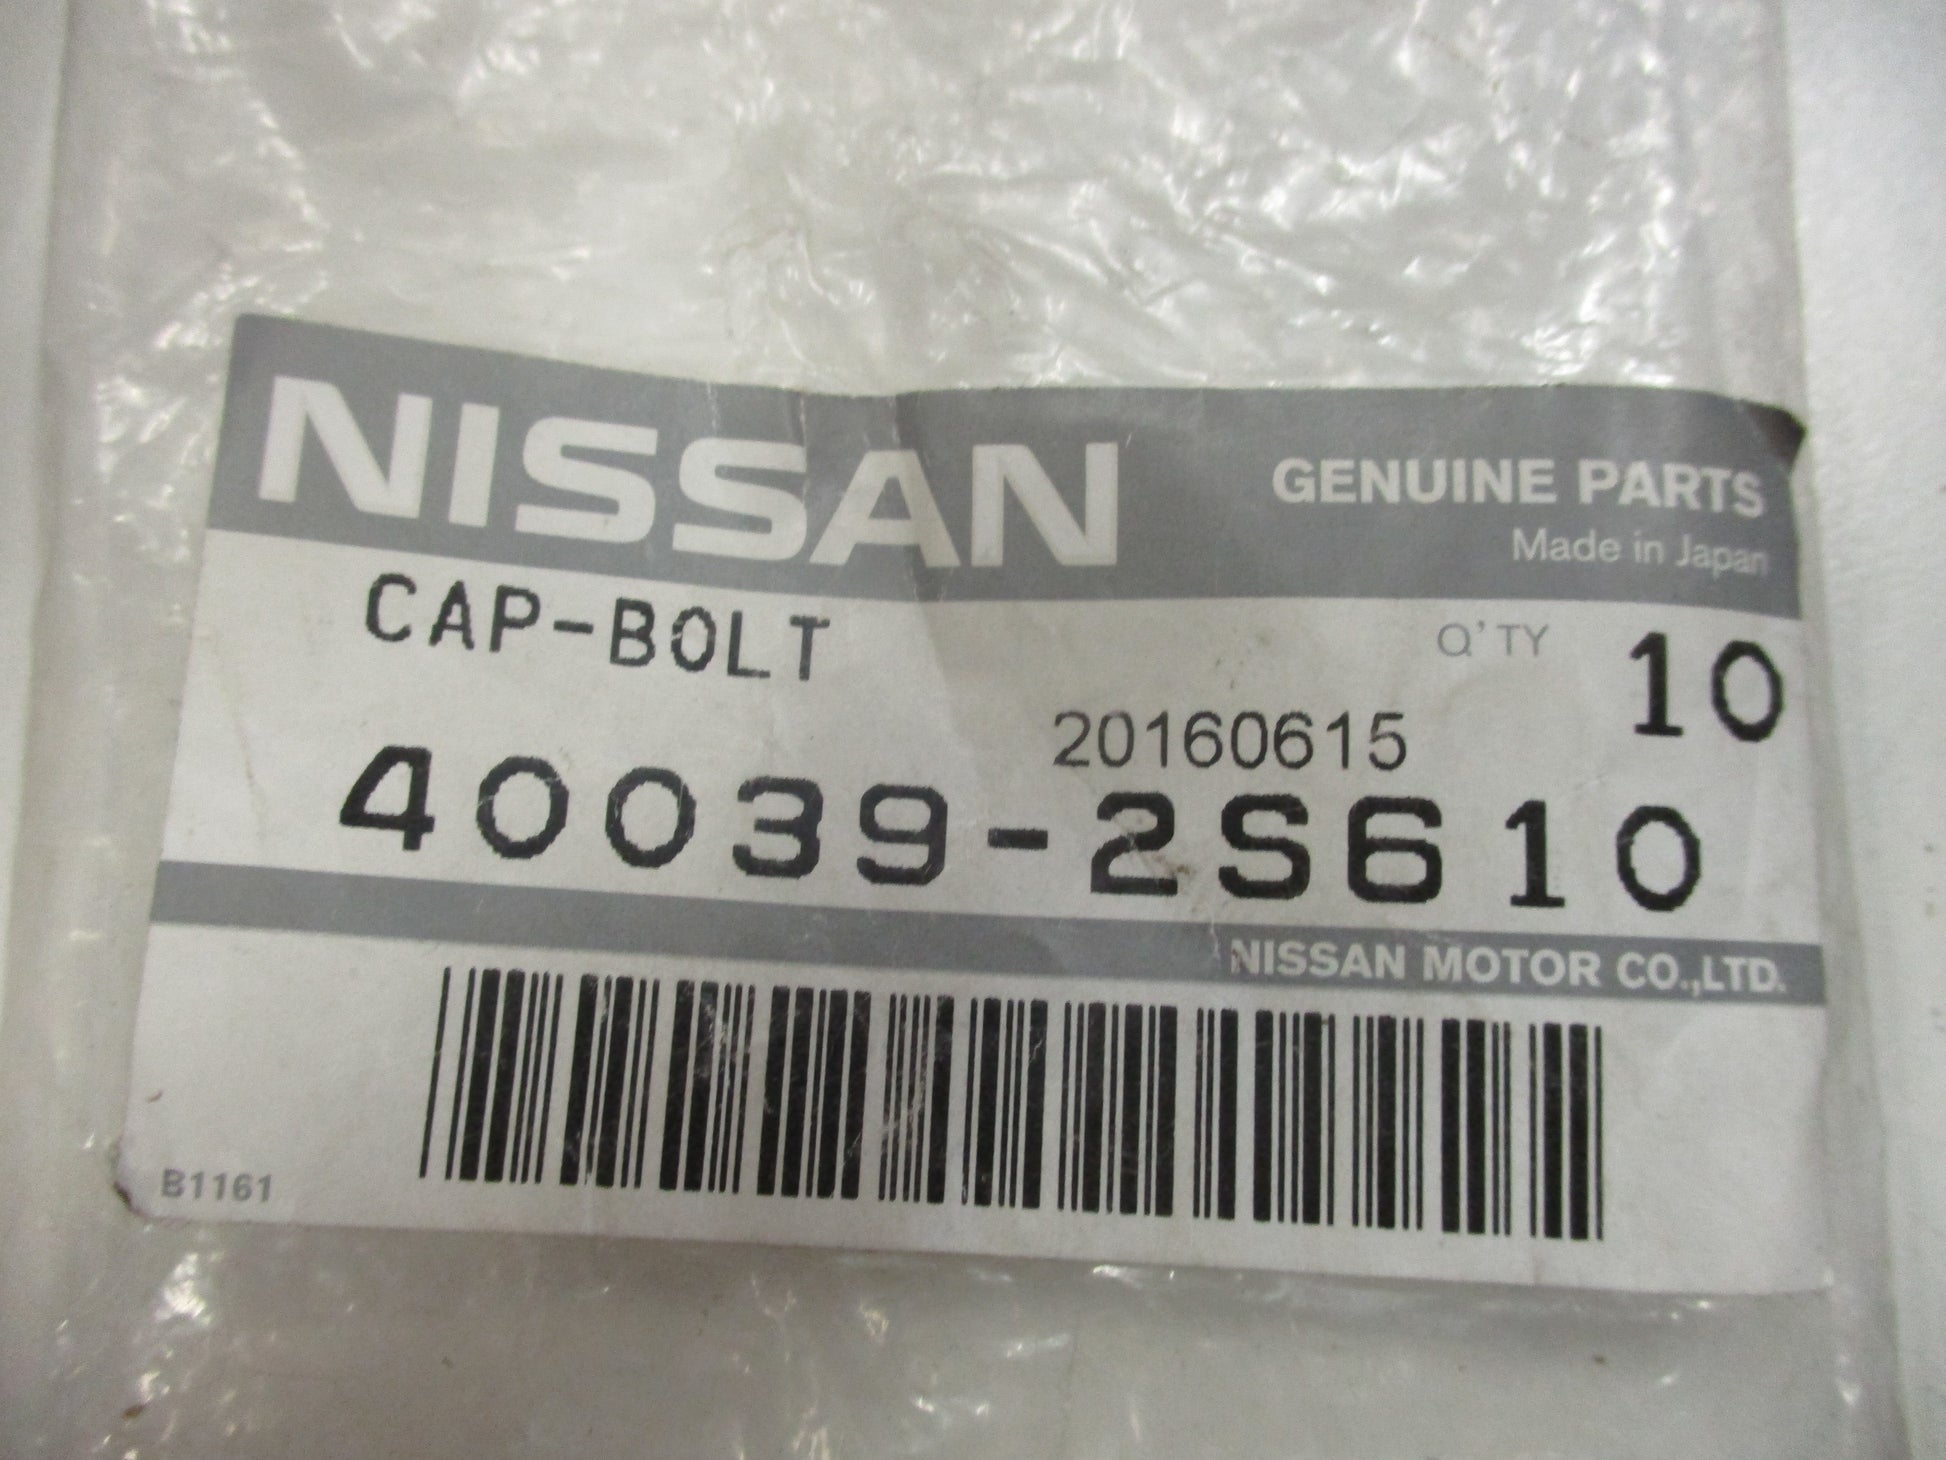 NISSAN GENUINE PARTS
Made in Japan
CAP-BOLT Q'TY 10
20160615
40039-2S610
NISSAN MOTOR CO.,LTD.
B1161